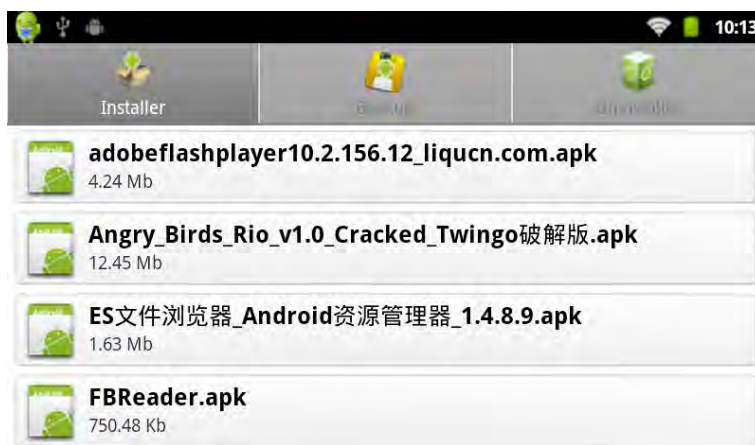 10:13
Installer
adobeflashplayer10.2.156.12_liqucn.com.apk
4.24 Mb
Angry_Birds_Rio_v1.0_Cracked_Twingo破解版.apk
12.45 Mb
ES文件浏览器_Android资源管理器_1.4.8.9.apk
1.63 Mb
FBReader.apk
750.48 Kb